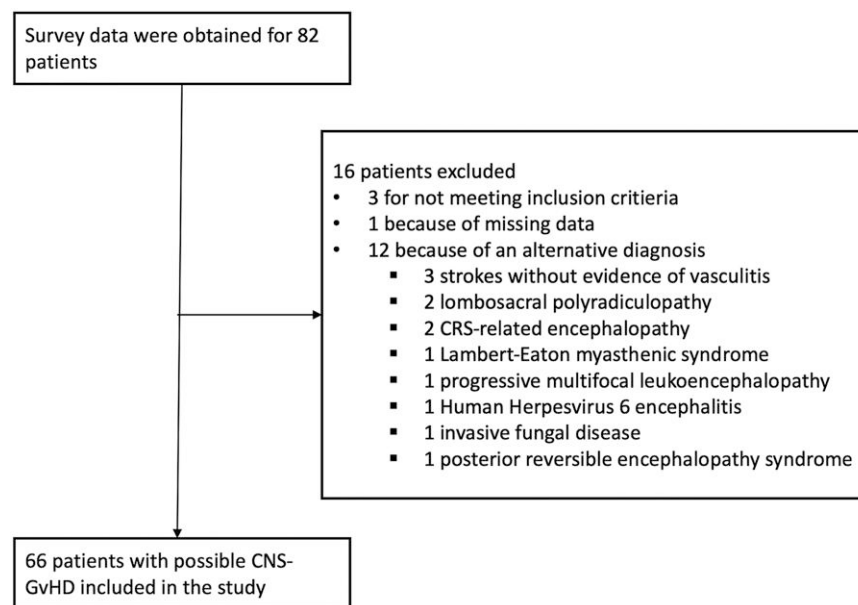 Survey data were obtained for 82
patients
16 patients excluded
• 3 for not meeting inclusion critieria
• 1 because of missing data
• 12 because of an alternative diagnosis
▪ 3 strokes without evidence of vasculitis
▪ 2 lombosacral polyradiculopathy
▪ 2 CRS-related encephalopathy
▪ 1 Lambert-Eaton myasthenic syndrome
▪ 1 progressive multifocal leukoencephalopathy
▪ 1 Human Herpesvirus 6 encephalitis
▪ 1 invasive fungal disease
▪ 1 posterior reversible encephalopathy syndrome
66 patients with possible CNS-
GvHD included in the study